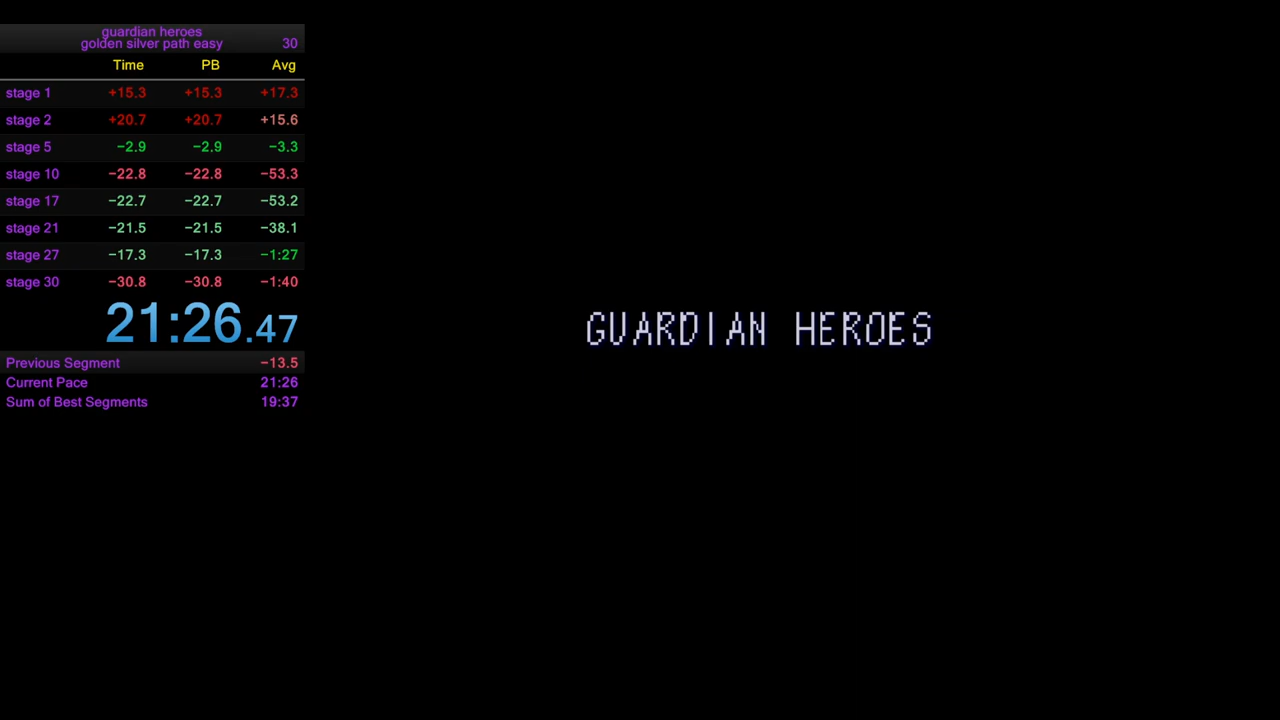 guardian heroes
golden silver path easy 30
Time PB Avg
stage 1 +15.3 +15.3 +17.3
stage 2 +20.7 +20.7 +15.6
stage 5 −2.9 −2.9 −3.3
stage 10 −22.8 −22.8 −53.3
stage 17 −22.7 −22.7 −53.2
stage 21 −21.5 −21.5 −38.1
stage 27 −17.3 −17.3 −1:27
stage 30 −30.8 −30.8 −1:40
21:26.47
Previous Segment −13.5
Current Pace 21:26
Sum of Best Segments 19:37
GUARDIAN HEROES